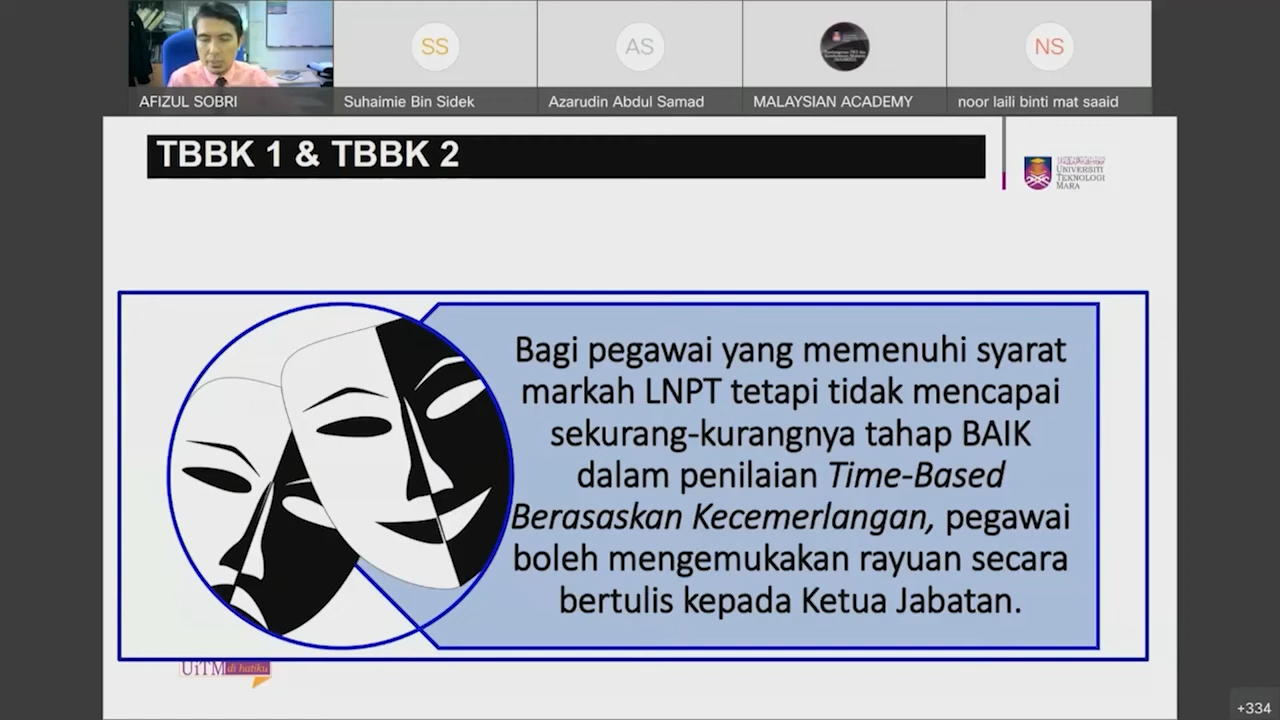 AFIZUL SOBRI
SS
Suhaimie Bin Sidek
AS
Azarudin Abdul Samad
MALAYSIAN ACADEMY
NS
noor laili binti mat saaid
TBBK 1 & TBBK 2
UNIVERSITI
TEKNOLOGI
MARA
Bagi pegawai yang memenuhi syarat
markah LNPT tetapi tidak mencapai
sekurang-kurangnya tahap BAIK
dalam penilaian Time-Based
Berasaskan Kecemerlangan, pegawai
boleh mengemukakan rayuan secara
bertulis kepada Ketua Jabatan.
UiTM di hatiku
+334